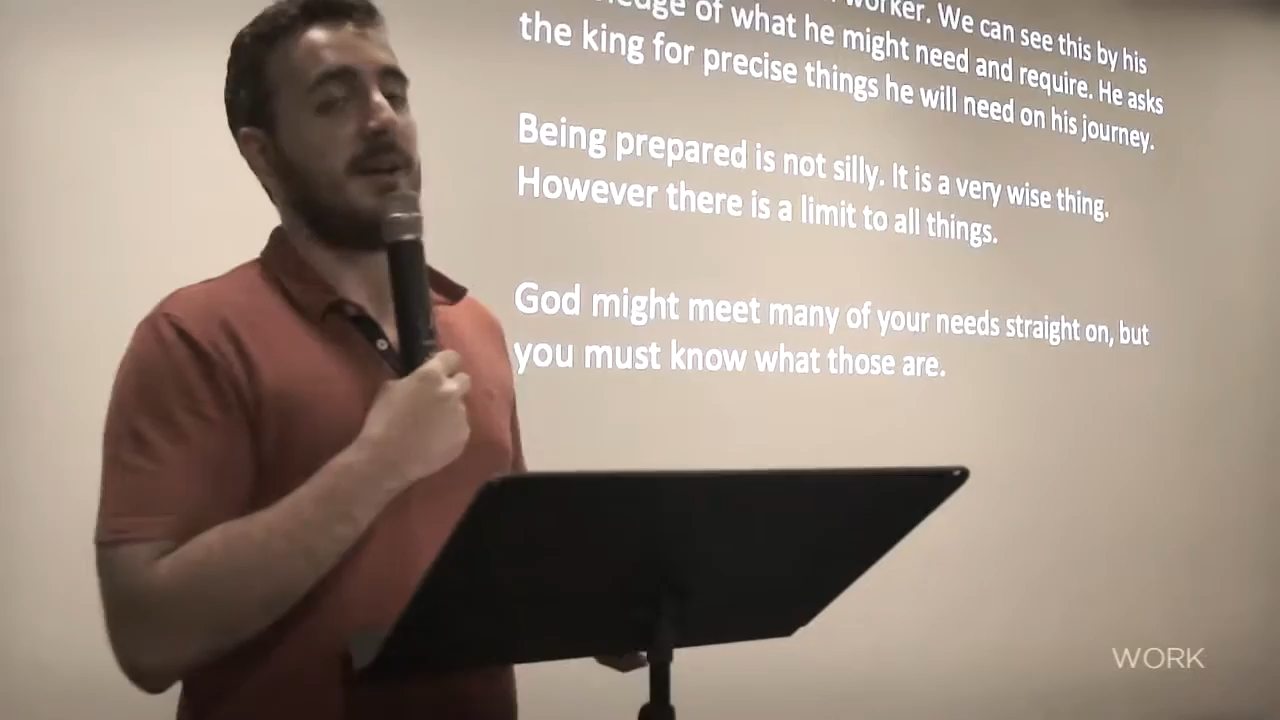 worker. We can see this by his
of what he might need and require. He asks
the king for precise things he will need on his journey.
Being prepared is not silly. It is a very wise thing.
However there is a limit to all things.
God might meet many of your needs straight on, but
you must know what those are.
WORK